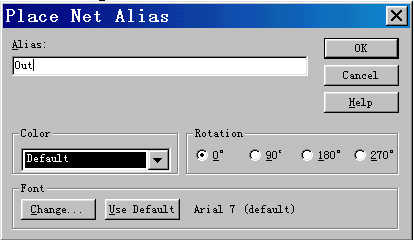 Place Net Alias
Alias:
Out
OK
Cancel
Help
Color
Default
Rotation
0° 90° 180° 270°
Font
Change... Use Default Arial 7 (default)